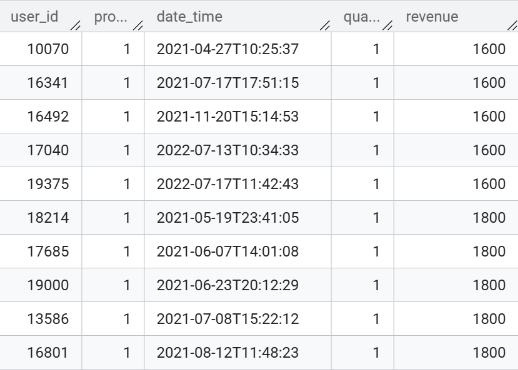 user_id pro... date_time qua... revenue
10070 1 2021-04-27T10:25:37 1 1600
16341 1 2021-07-17T17:51:15 1 1600
16492 1 2021-11-20T15:14:53 1 1600
17040 1 2022-07-13T10:34:33 1 1600
19375 1 2022-07-17T11:42:43 1 1600
18214 1 2021-05-19T23:41:05 1 1800
17685 1 2021-06-07T14:01:08 1 1800
19000 1 2021-06-23T20:12:29 1 1800
13586 1 2021-07-08T15:22:12 1 1800
16801 1 2021-08-12T11:48:23 1 1800